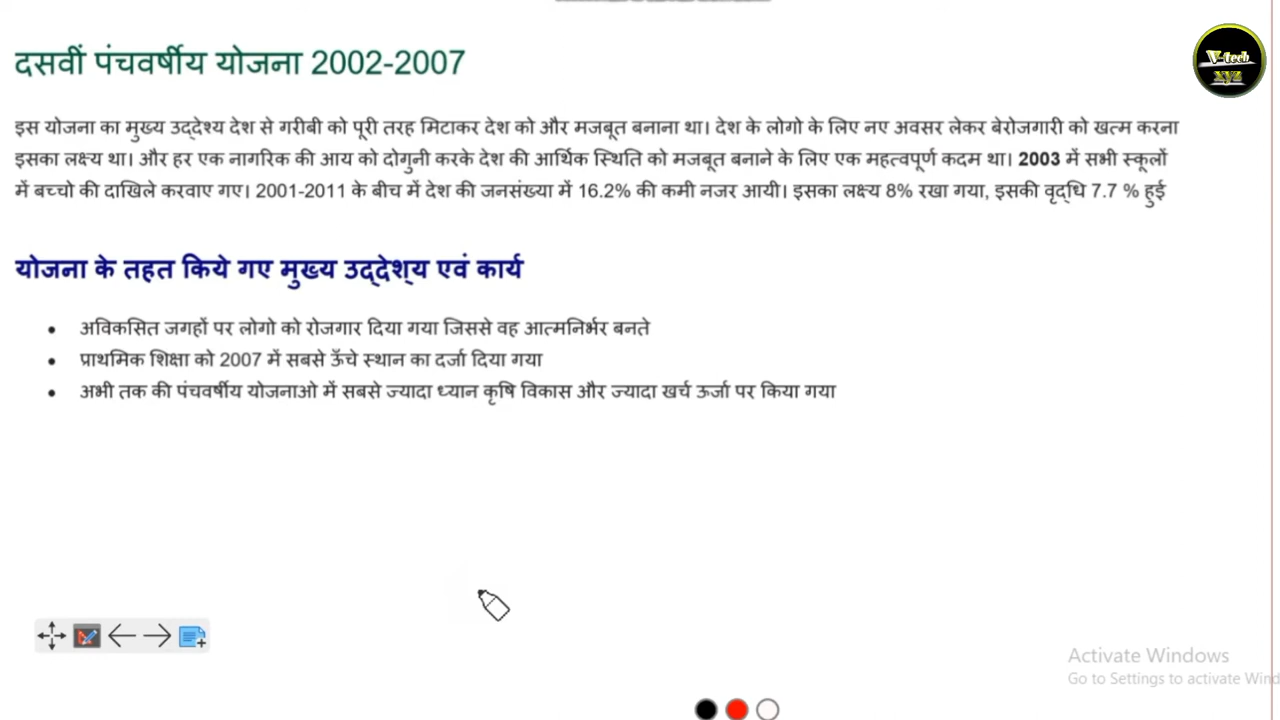 दसवीं पंचवर्षीय योजना 2002-2007
V-tech
xyz
इस योजना का मुख्य उद्देश्य देश से गरीबी को पूरी तरह मिटाकर देश को और मजबूत बनाना था। देश के लोगो के लिए नए अवसर लेकर बेरोजगारी को खत्म करना
इसका लक्ष्य था। और हर एक नागरिक की आय को दोगुनी करके देश की आर्थिक स्थिति को मजबूत बनाने के लिए एक महत्वपूर्ण कदम था। 2003 में सभी स्कूलों
में बच्चो की दाखिले करवाए गए। 2001-2011 के बीच में देश की जनसंख्या में 16.2% की कमी नजर आयी। इसका लक्ष्य 8% रखा गया, इसकी वृद्धि 7.7 % हुई
योजना के तहत किये गए मुख्य उद्देश्य एवं कार्य
• अविकसित जगहों पर लोगो को रोजगार दिया गया जिससे वह आत्मनिर्भर बनते
• प्राथमिक शिक्षा को 2007 में सबसे ऊँचे स्थान का दर्जा दिया गया
• अभी तक की पंचवर्षीय योजनाओ में सबसे ज्यादा ध्यान कृषि विकास और ज्यादा खर्च ऊर्जा पर किया गया
Activate Windows
Go to Settings to activate Wind